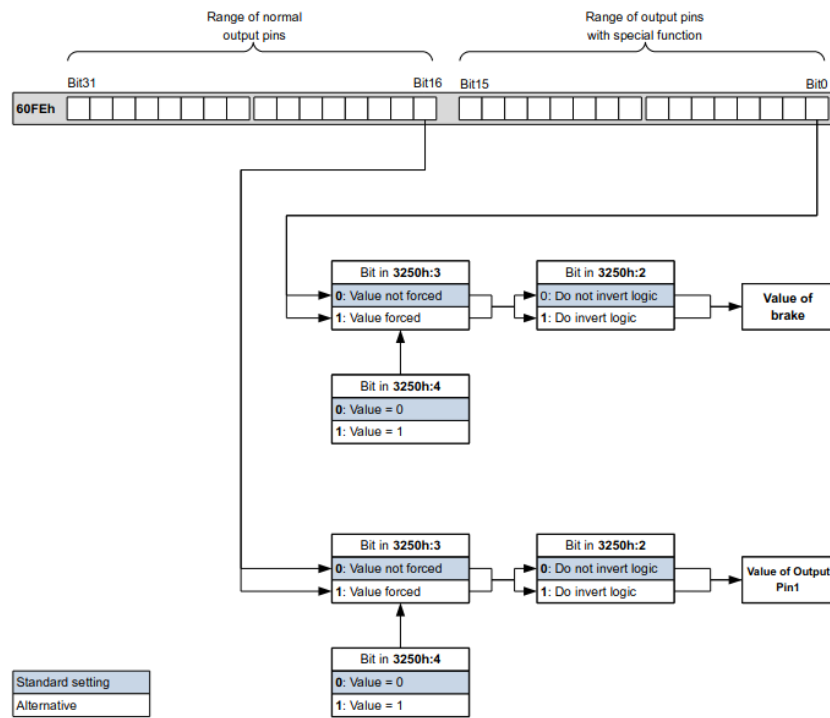 Range of normal
output pins
Range of output pins
with special function
Bit31
Bit16
Bit15
Bit0
60FEh
Bit in 3250h:3
0: Value not forced
1: Value forced
Bit in 3250h:2
0: Do not invert logic
1: Do invert logic
Value of
brake
Bit in 3250h:4
0: Value = 0
1: Value = 1
Bit in 3250h:3
0: Value not forced
1: Value forced
Bit in 3250h:2
0: Do not invert logic
1: Do invert logic
Value of Output
Pin1
Bit in 3250h:4
0: Value = 0
1: Value = 1
Standard setting
Alternative